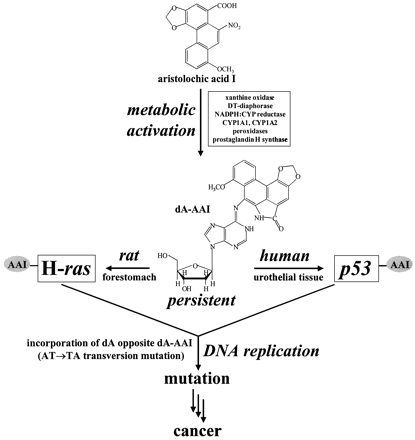 COOH
O
O
NO₂
OCH₃
aristolochic acid I
metabolic
activation
xanthine oxidase
DT-diaphorase
NADPH:CYP reductase
CYP1A1, CYP1A2
peroxidases
prostaglandin H synthase
dA-AAI
H₃CO
O
O
N
NH
C
O
N
NH
N
N
HO
O
H
H
H
H
OH
H
AAI
H-ras
rat
forestomach
persistent
human
urothelial tissue
p53
AAI
incorporation of dA opposite dA-AAI
(AT→TA transversion mutation)
DNA replication
mutation
cancer